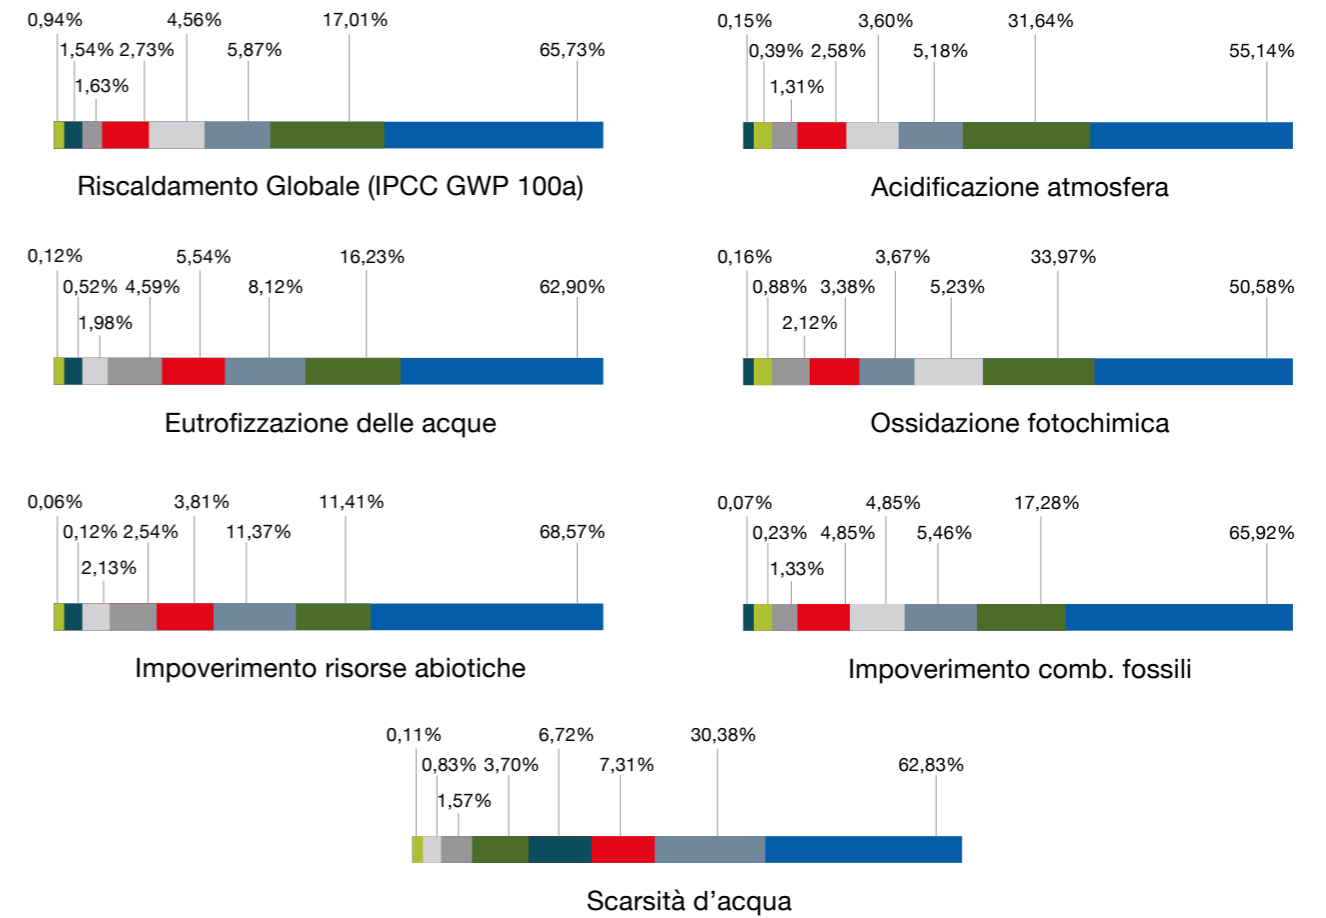 0,94% 4,56% 17,01%
1,54% 2,73% 5,87% 65,73%
1,63%
Riscaldamento Globale (IPCC GWP 100a)
0,15% 3,60% 31,64%
0,39% 2,58% 5,18% 55,14%
1,31%
Acidificazione atmosfera
0,12% 5,54% 16,23%
0,52% 4,59% 8,12% 62,90%
1,98%
Eutrofizzazione delle acque
0,16% 3,67% 33,97%
0,88% 3,38% 5,23% 50,58%
2,12%
Ossidazione fotochimica
0,06% 3,81% 11,41%
0,12% 2,54% 11,37% 68,57%
2,13%
Impoverimento risorse abiotiche
0,07% 4,85% 17,28%
0,23% 4,85% 5,46% 65,92%
1,33%
Impoverimento comb. fossili
0,11% 6,72% 30,38%
0,83% 3,70% 7,31% 62,83%
1,57%
Scarsità d’acqua